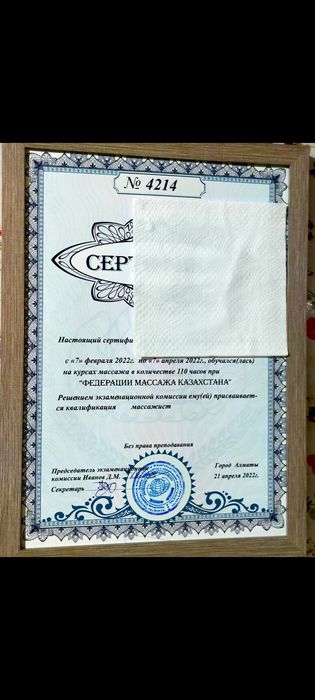 № 4214
СЕРТ
Настоящий сертифи
с «7» февраля 2022г. по «7» апреля 2022г., обучался(лась)
на курсах массажа в количестве 110 часов при
"ФЕДЕРАЦИИ МАССАЖА КАЗАХСТАНА"
Решением экзаменационной комиссии ему(ей) присваивает-
ся квалификация массажист
Без права преподавания
Председатель экзаменационной
комиссии Иванов Д.М.
Секретарь
Город Алматы
21 апреля 2022г.